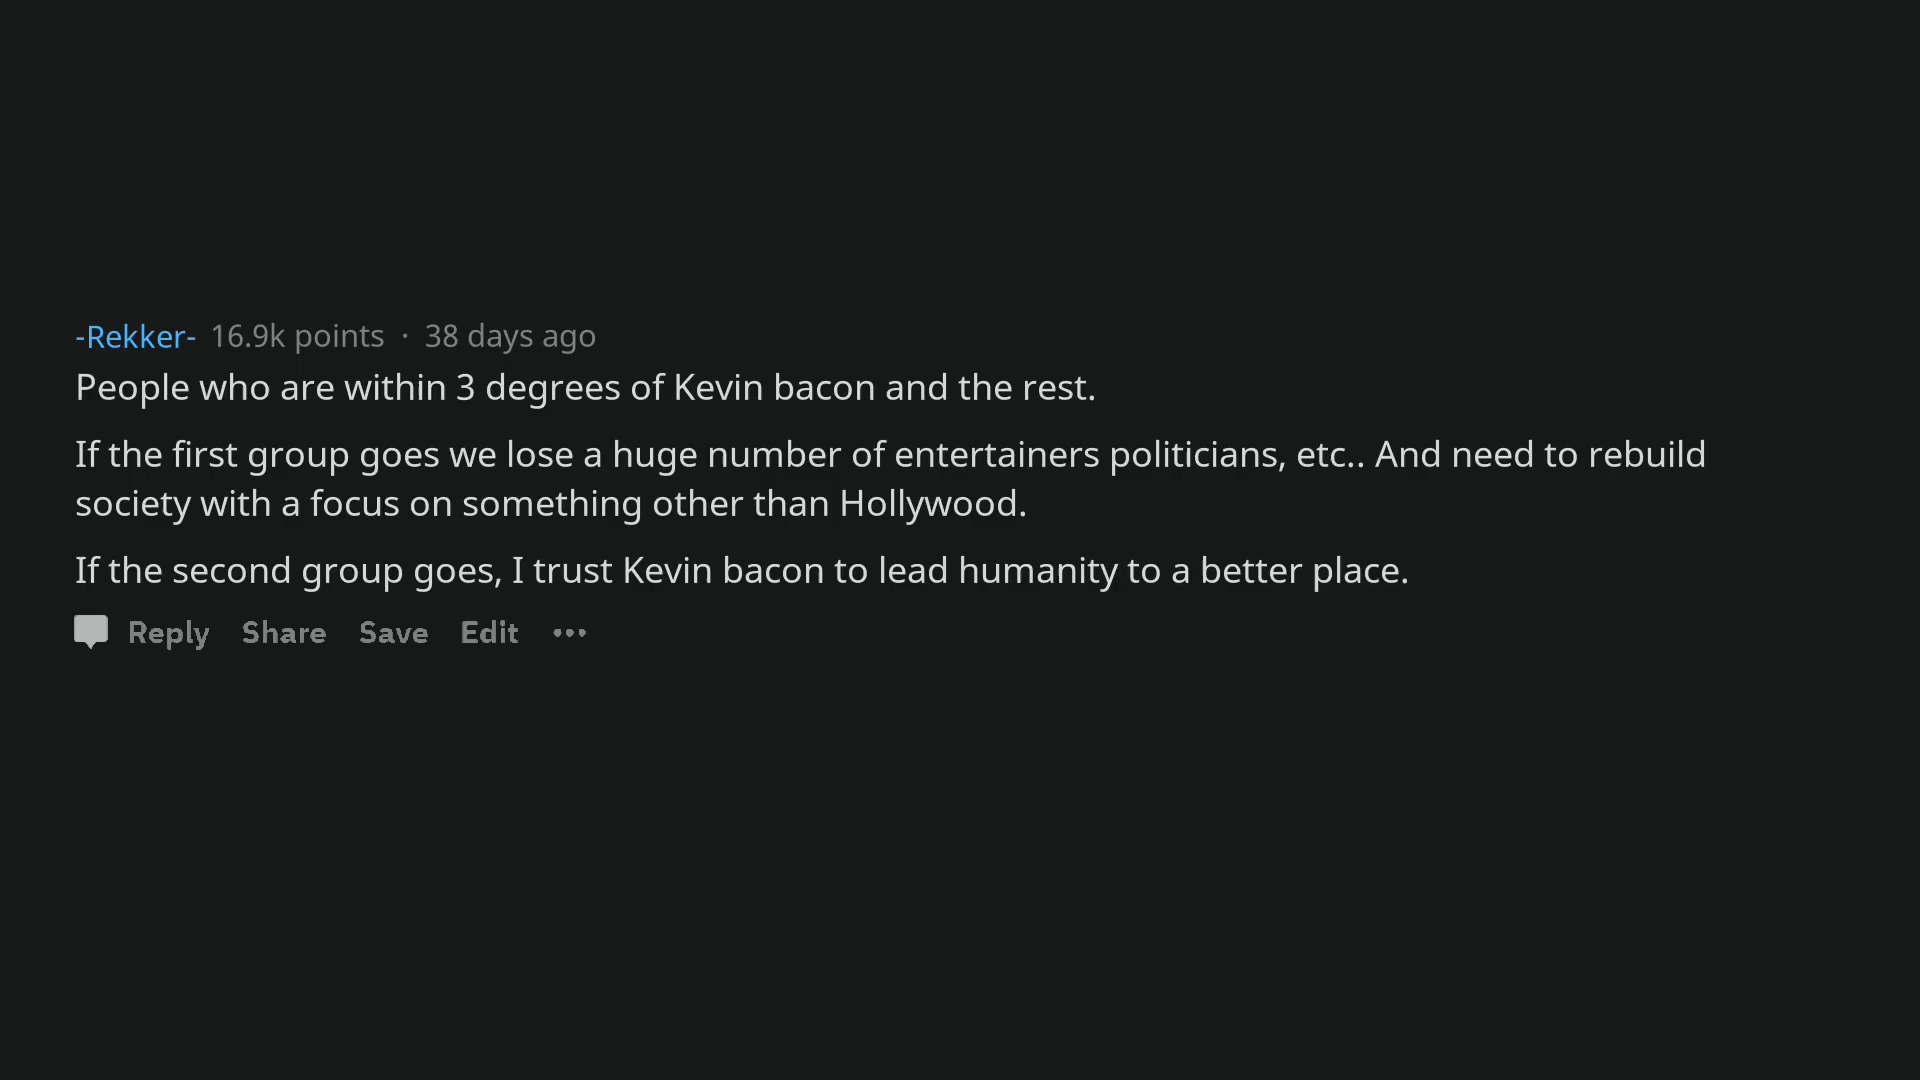 -Rekker- 16.9k points · 38 days ago
People who are within 3 degrees of Kevin bacon and the rest.
If the first group goes we lose a huge number of entertainers politicians, etc.. And need to rebuild
society with a focus on something other than Hollywood.
If the second group goes, I trust Kevin bacon to lead humanity to a better place.
Reply Share Save Edit •••